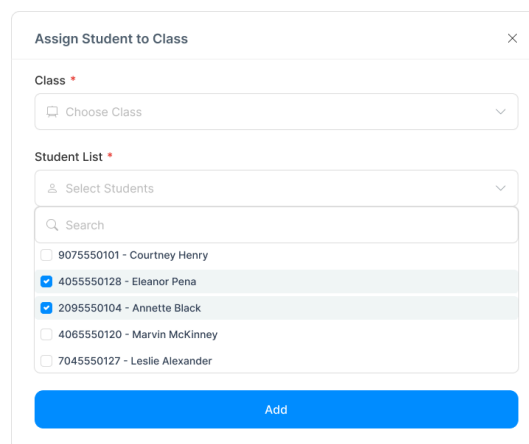 Assign Student to Class
Class *
Choose Class
Student List *
Select Students
Search
9075550101 - Courtney Henry
4055550128 - Eleanor Pena
2095550104 - Annette Black
4065550120 - Marvin McKinney
7045550127 - Leslie Alexander
Add